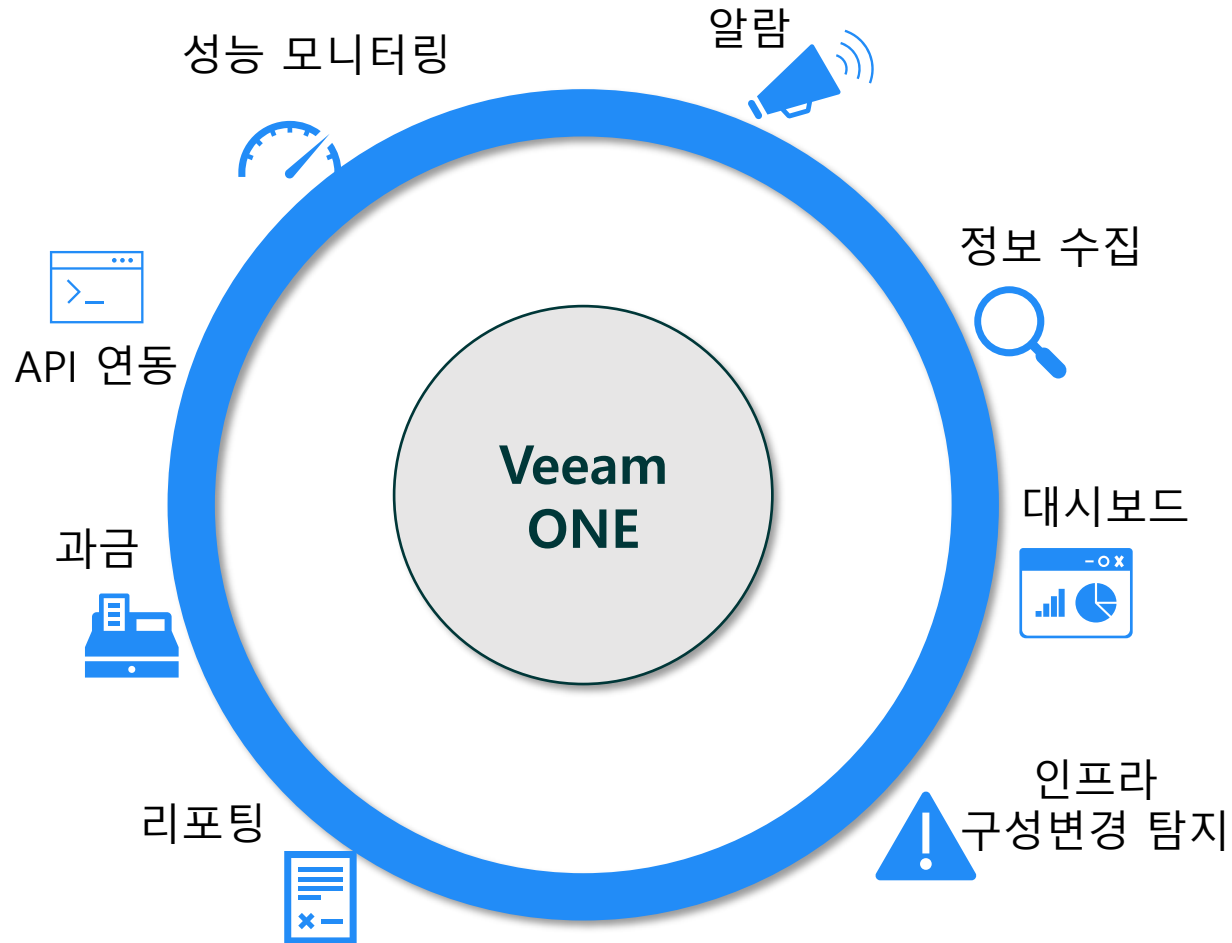 성능 모니터링
알람
정보 수집
API 연동
Veeam
ONE
대시보드
과금
인프라
구성변경 탐지
리포팅